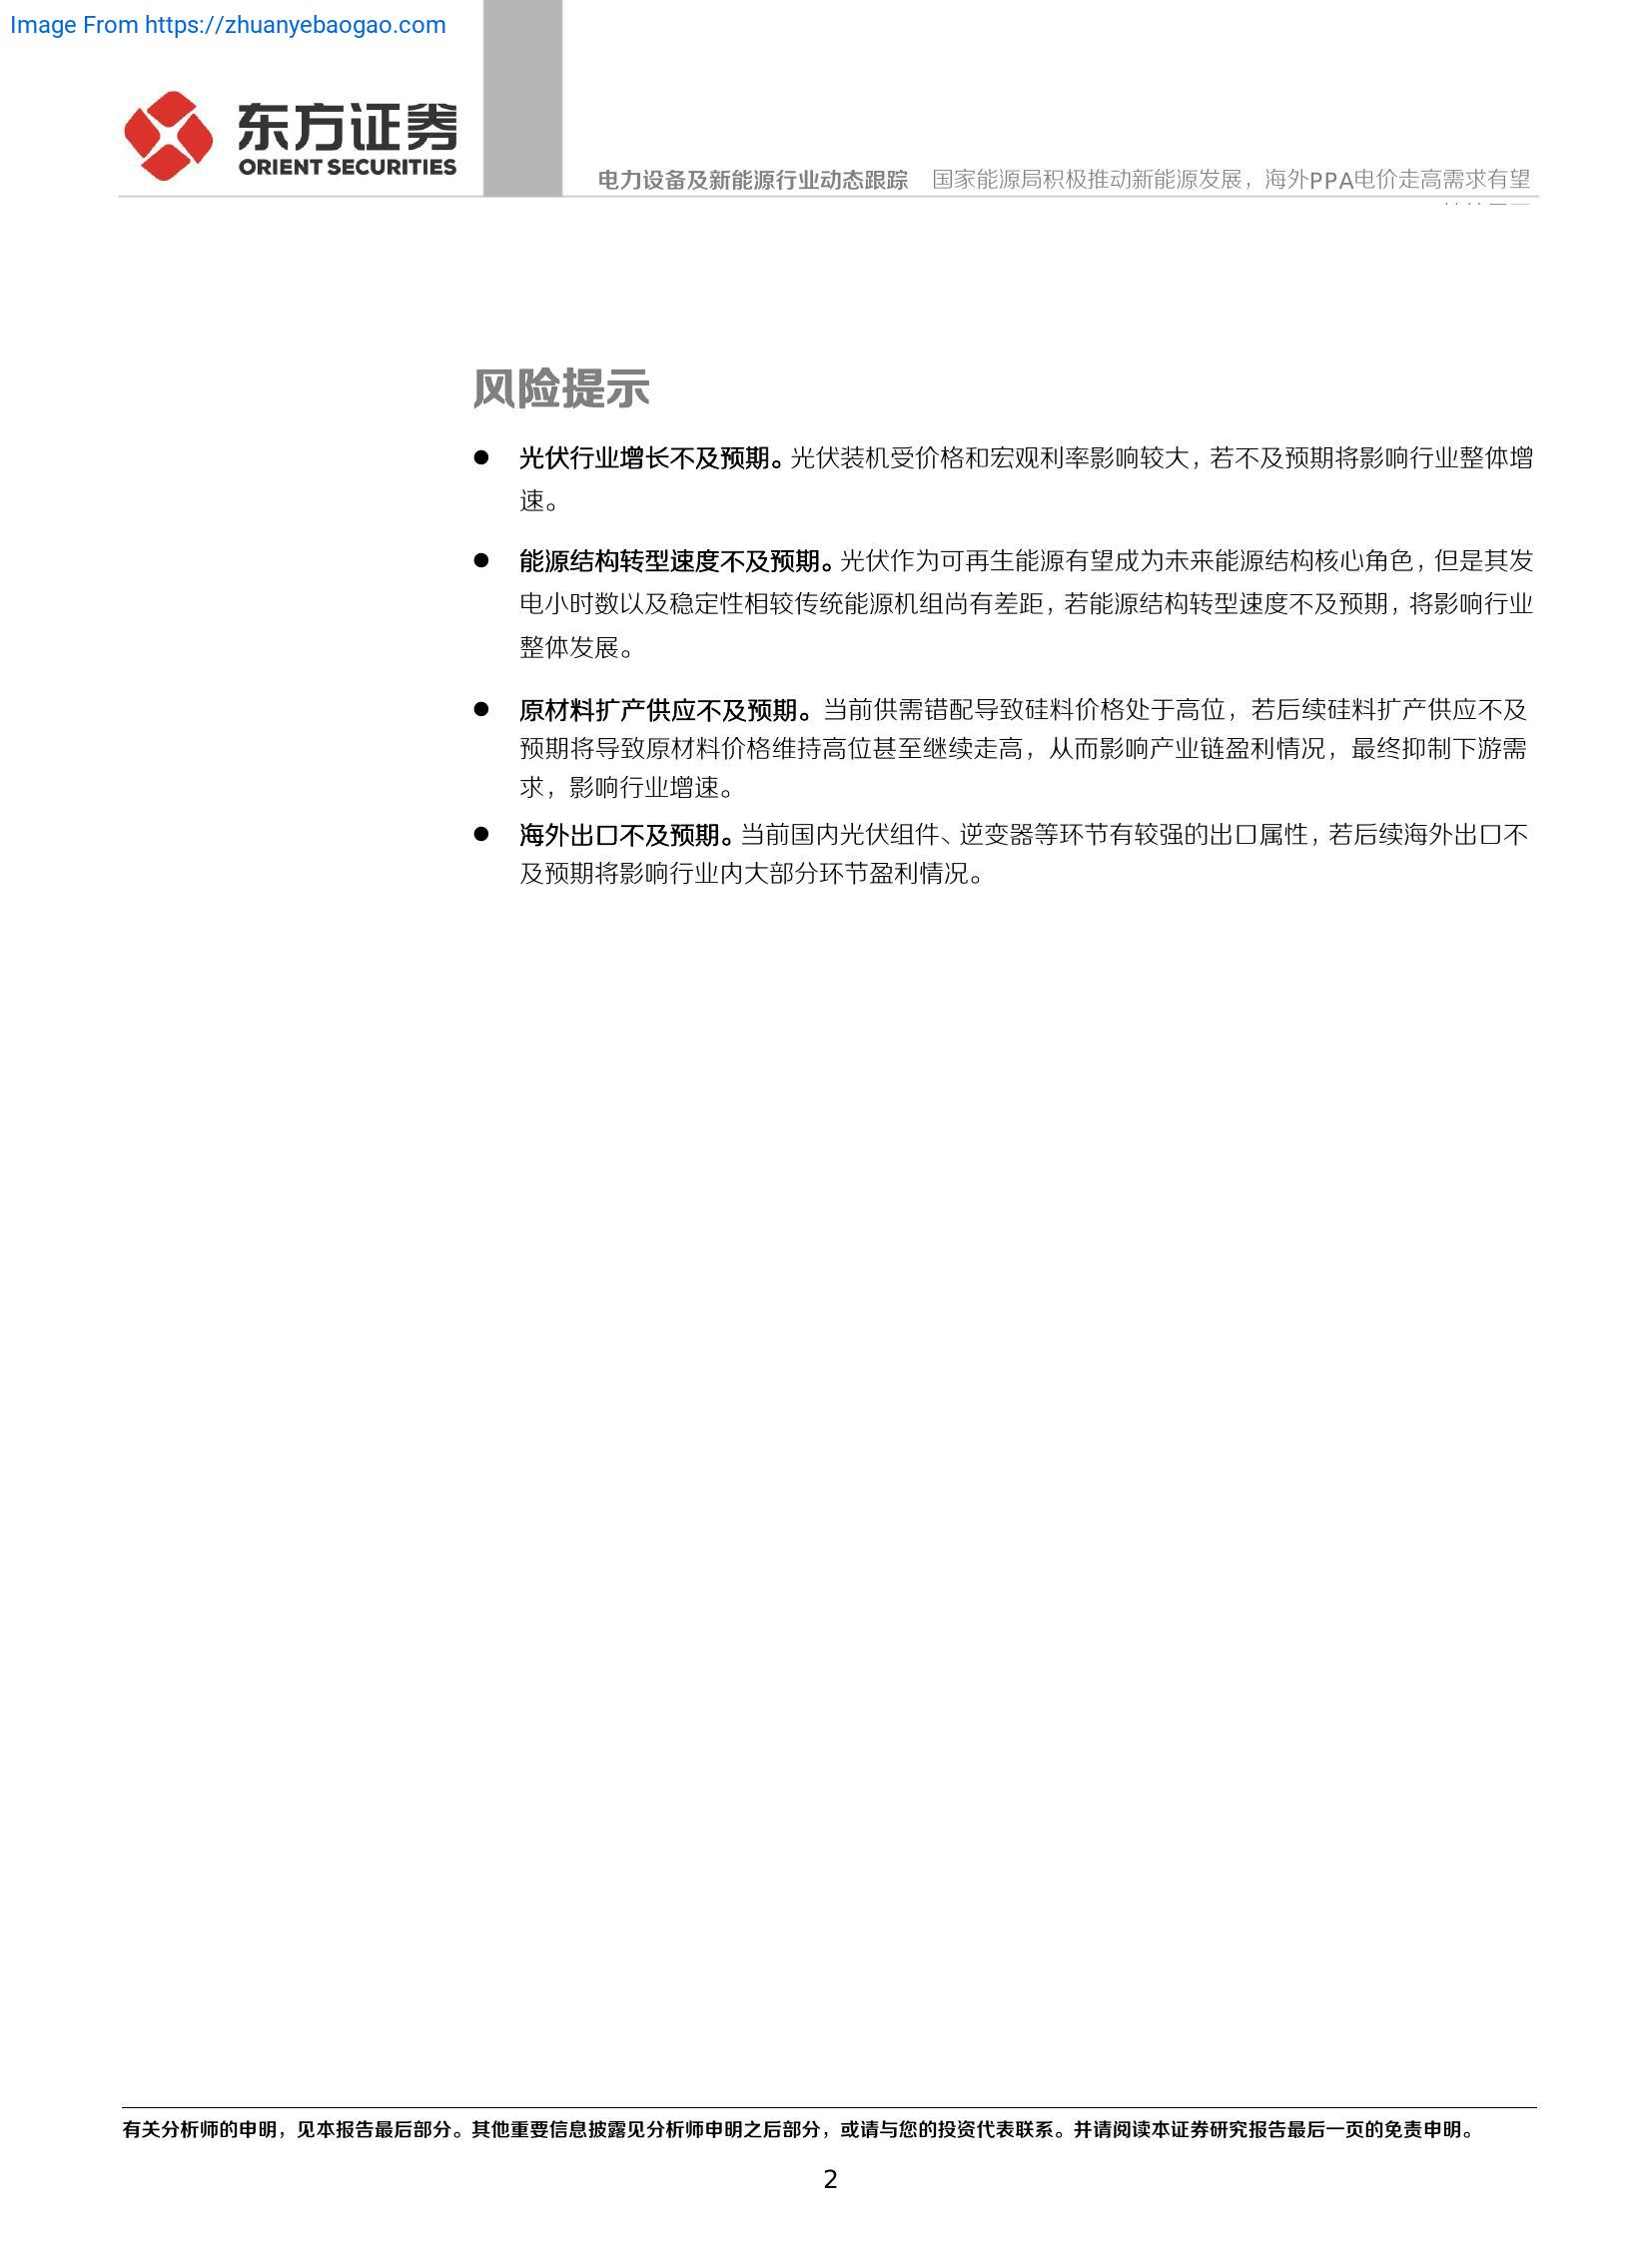 Image From https://zhuanyebaogao.com
东方证券
ORIENT SECURITIES
电力设备及新能源行业动态跟踪 国家能源局积极推动新能源发展，海外PPA电价走高需求有望
风险提示
● 光伏行业增长不及预期。光伏装机受价格和宏观利率影响较大，若不及预期将影响行业整体增
速。
● 能源结构转型速度不及预期。光伏作为可再生能源有望成为未来能源结构核心角色，但是其发
电小时数以及稳定性相较传统能源机组尚有差距，若能源结构转型速度不及预期，将影响行业
整体发展。
● 原材料扩产供应不及预期。当前供需错配导致硅料价格处于高位，若后续硅料扩产供应不及
预期将导致原材料价格维持高位甚至继续走高，从而影响产业链盈利情况，最终抑制下游需
求，影响行业增速。
● 海外出口不及预期。当前国内光伏组件、逆变器等环节有较强的出口属性，若后续海外出口不
及预期将影响行业内大部分环节盈利情况。
有关分析师的申明，见本报告最后部分。其他重要信息披露见分析师申明之后部分，或请与您的投资代表联系。并请阅读本证券研究报告最后一页的免责申明。
2